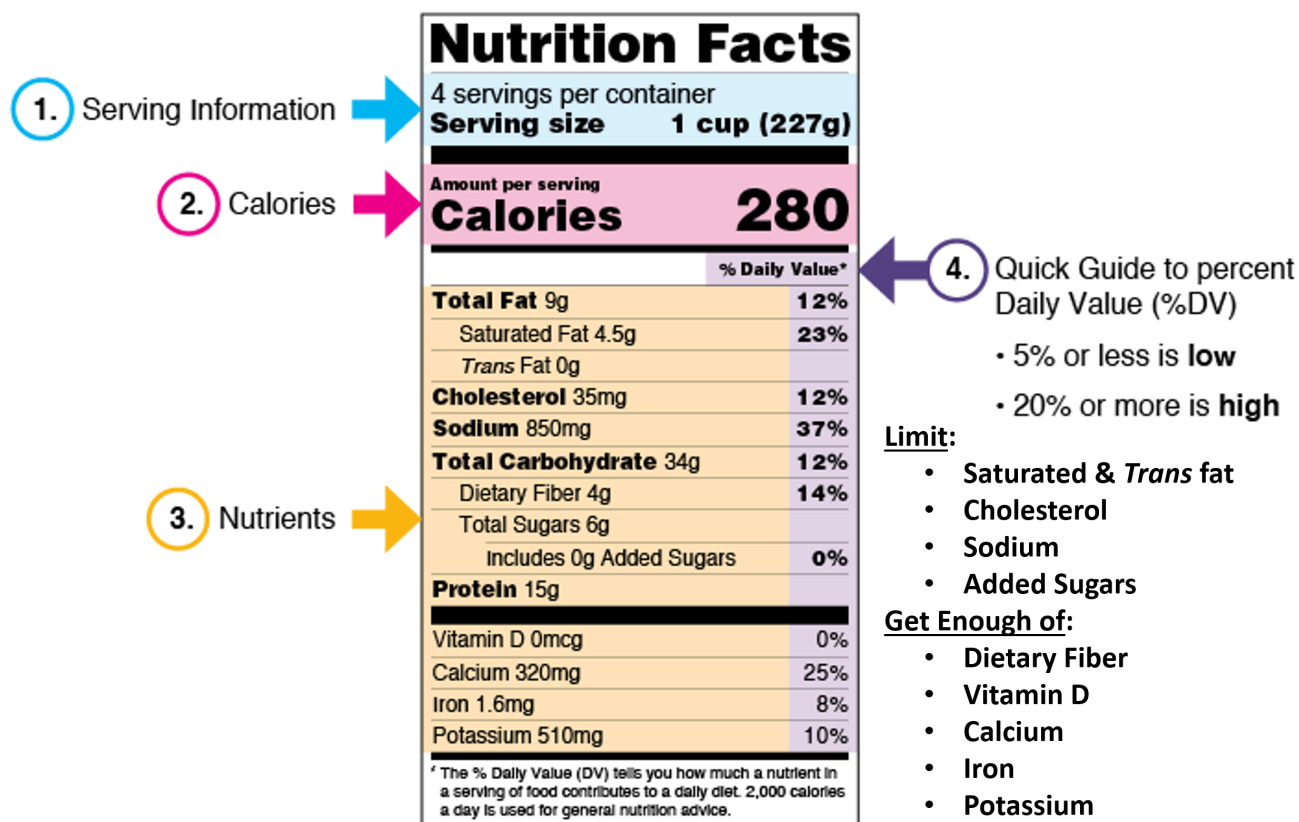 Nutrition Facts
1. Serving Information
4 servings per container
Serving size 1 cup (227g)
2. Calories
Amount per serving
Calories 280
% Daily Value*
4. Quick Guide to percent
Daily Value (%DV)
• 5% or less is low
• 20% or more is high
3. Nutrients
Total Fat 9g 12%
Saturated Fat 4.5g 23%
Trans Fat 0g
Cholesterol 35mg 12%
Sodium 850mg 37%
Total Carbohydrate 34g 12%
Dietary Fiber 4g 14%
Total Sugars 6g
Includes 0g Added Sugars 0%
Protein 15g
Vitamin D 0mcg 0%
Calcium 320mg 25%
Iron 1.6mg 8%
Potassium 510mg 10%
* The % Daily Value (DV) tells you how much a nutrient in
a serving of food contributes to a daily diet. 2,000 calories
a day is used for general nutrition advice.
Limit:
• Saturated & Trans fat
• Cholesterol
• Sodium
• Added Sugars
Get Enough of:
• Dietary Fiber
• Vitamin D
• Calcium
• Iron
• Potassium